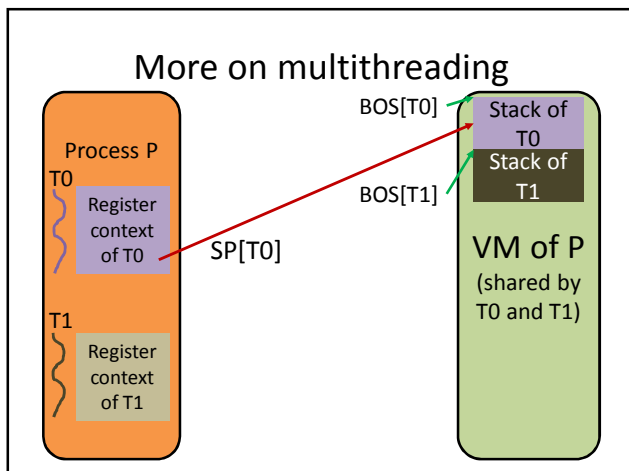 More on multithreading
Process P
T0
Register
context
of T0
T1
Register
context
of T1
SP[T0]
BOS[T0]
BOS[T1]
Stack of
T0
Stack of
T1
VM of P
(shared by
T0 and T1)